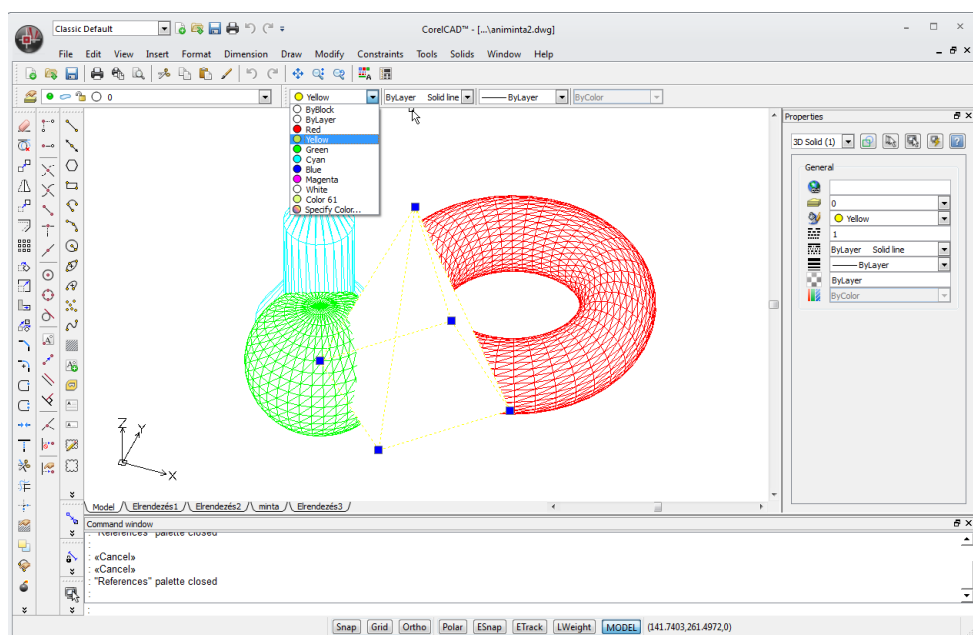 Classic Default
CorelCAD™ - [...\animinta2.dwg]
File Edit View Insert Format Dimension Draw Modify Constraints Tools Solids Window Help
0
Yellow
ByLayer Solid line
ByLayer
ByColor
ByBlock
ByLayer
Red
Yellow
Green
Cyan
Blue
Magenta
White
Color 61
Specify Color...
Properties
3D Solid (1)
General
0
Yellow
1
ByLayer Solid line
ByLayer
ByLayer
ByColor
Z
Y
X
Model Elrendezés1 Elrendezés2 minta Elrendezés3
Command window
: "References" palette closed
:
: «Cancel»
: «Cancel»
: "References" palette closed
:
:
Snap Grid Ortho Polar ESnap ETrack LWeight MODEL (141.7403,261.4972,0)